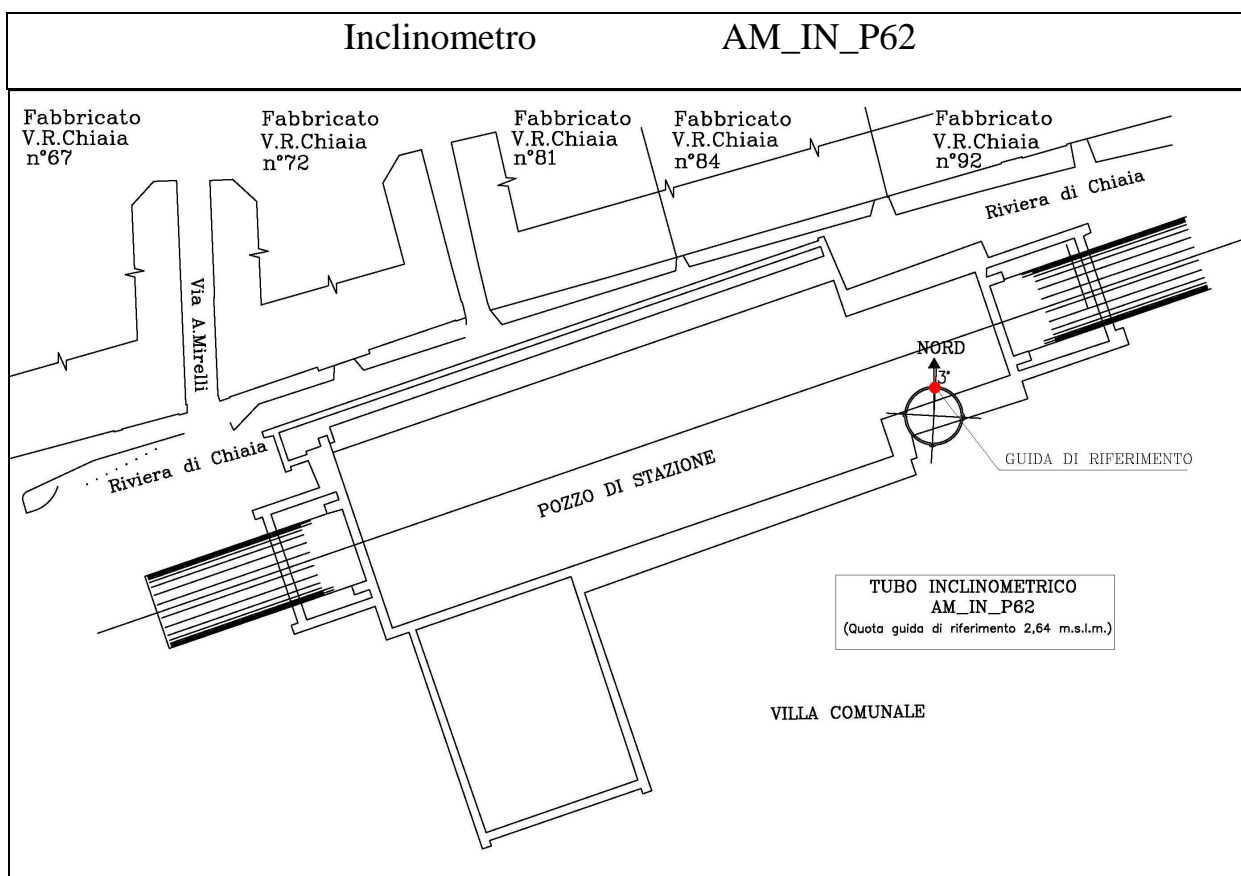 Inclinometro AM_IN_P62
Fabbricato
V.R.Chiaia
n°67
Fabbricato
V.R.Chiaia
n°72
Fabbricato
V.R.Chiaia
n°81
Fabbricato
V.R.Chiaia
n°84
Fabbricato
V.R.Chiaia
n°92
Riviera di Chiaia
Via A.Mirelli
NORD
3°
Riviera di Chiaia
POZZO DI STAZIONE
GUIDA DI RIFERIMENTO
TUBO INCLINOMETRICO
AM_IN_P62
(Quota guida di riferimento 2,64 m.s.l.m.)
VILLA COMUNALE